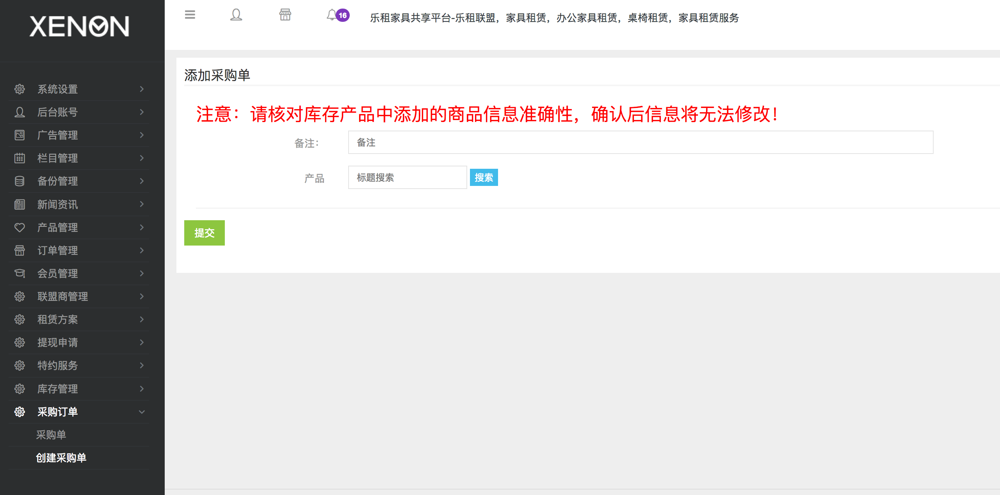 XENON
16
乐租家具共享平台-乐租联盟，家具租赁，办公家具租赁，桌椅租赁，家具租赁服务
系统设置
后台账号
广告管理
栏目管理
备份管理
新闻资讯
产品管理
订单管理
会员管理
联盟商管理
租赁方案
提现申请
特约服务
库存管理
采购订单
采购单
创建采购单
添加采购单
注意：请核对库存产品中添加的商品信息准确性，确认后信息将无法修改！
备注： 备注
产品 标题搜索 搜索
提交